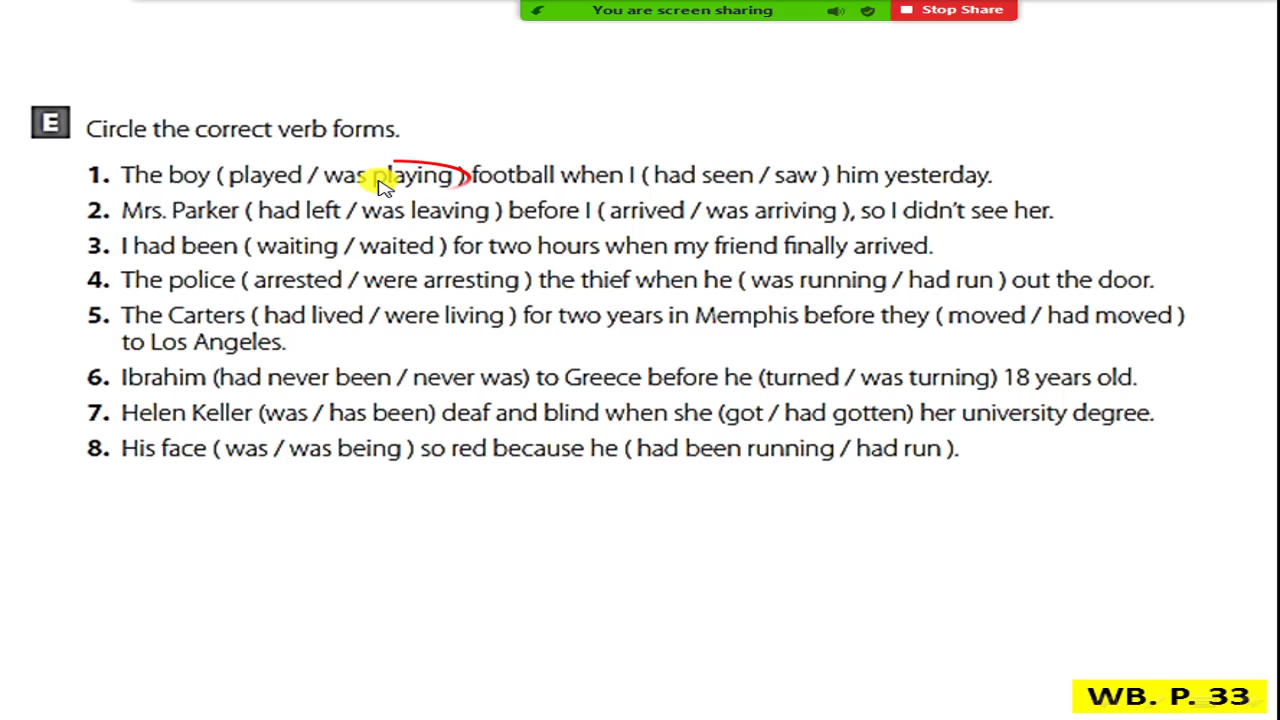 You are screen sharing Stop Share
E Circle the correct verb forms.
1. The boy ( played / was playing ) football when I ( had seen / saw ) him yesterday.
2. Mrs. Parker ( had left / was leaving ) before I ( arrived / was arriving ), so I didn't see her.
3. I had been ( waiting / waited ) for two hours when my friend finally arrived.
4. The police ( arrested / were arresting ) the thief when he ( was running / had run ) out the door.
5. The Carters ( had lived / were living ) for two years in Memphis before they ( moved / had moved )
to Los Angeles.
6. Ibrahim (had never been / never was) to Greece before he (turned / was turning) 18 years old.
7. Helen Keller (was / has been) deaf and blind when she (got / had gotten) her university degree.
8. His face ( was / was being ) so red because he ( had been running / had run ).
WB. P. 33